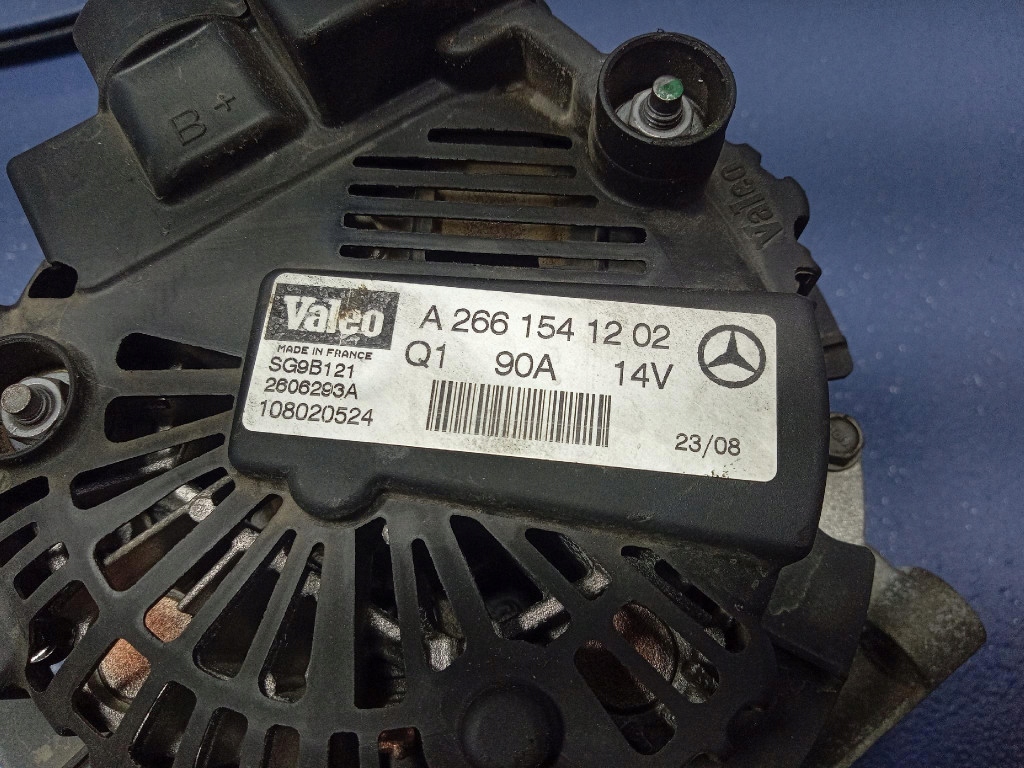 B+
Valeo
Valeo
MADE IN FRANCE
SG9B121
2606293A
108020524
A 266 154 12 02
Q1 90A 14V
23/08